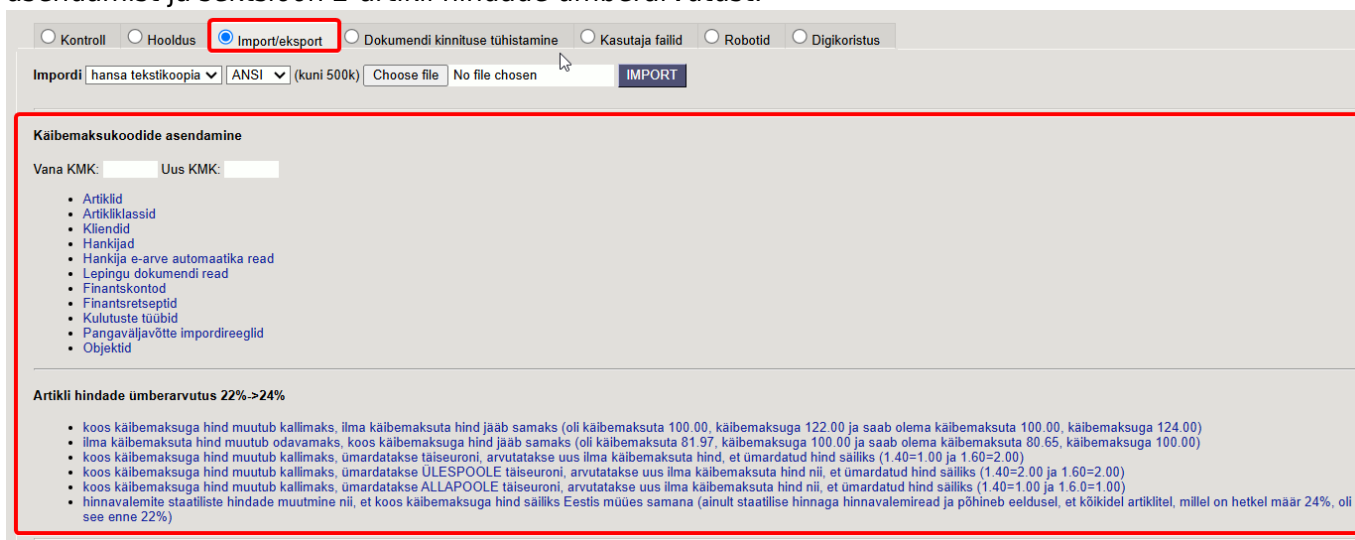 asendamist ja sektsioon 2 artikli hindade ümberarvutust.
Kontroll Hooldus Import/eksport Dokumendi kinnituse tühistamine Kasutaja failid Robotid Digikoristus
Impordi hansa tekstikoopia ANSI (kuni 500k) Choose file No file chosen IMPORT
Käibemaksukoodide asendamine
Vana KMK: Uus KMK:
• Artiklid
• Artikliklassid
• Kliendid
• Hankijad
• Hankija e-arve automaatika read
• Lepingu dokumendi read
• Finantskontod
• Finantsretseptid
• Kulutuste tüübid
• Pangaväljavõtte impordireeglid
• Objektid
Artikli hindade ümberarvutus 22%->24%
• koos käibemaksuga hind muutub kallimaks, ilma käibemaksuta hind jääb samaks (oli käibemaksuta 100.00, käibemaksuga 122.00 ja saab olema käibemaksuta 100.00, käibemaksuga 124.00)
• ilma käibemaksuta hind muutub odavamaks, koos käibemaksuga hind jääb samaks (oli käibemaksuta 81.97, käibemaksuga 100.00 ja saab olema käibemaksuta 80.65, käibemaksuga 100.00)
• koos käibemaksuga hind muutub kallimaks, ümardatakse täiseuroni, arvutatakse uus ilma käibemaksuta hind, et ümardatud hind säiliks (1.40=1.00 ja 1.60=2.00)
• koos käibemaksuga hind muutub kallimaks, ümardatakse ÜLESPOOLE täiseuroni, arvutatakse uus ilma käibemaksuta hind nii, et ümardatud hind säiliks (1.40=2.00 ja 1.60=2.00)
• koos käibemaksuga hind muutub kallimaks, ümardatakse ALLAPOOLE täiseuroni, arvutatakse uus ilma käibemaksuta hind nii, et ümardatud hind säiliks (1.40=1.00 ja 1.6.0=1.00)
• hinnavalemite staatiliste hindade muutmine nii, et koos käibemaksuga hind säiliks Eestis müües samana (ainult staatilise hinnaga hinnavalemiread ja põhineb eeldusel, et kõikidel artiklitel, millel on hetkel määr 24%, oli
see enne 22%)